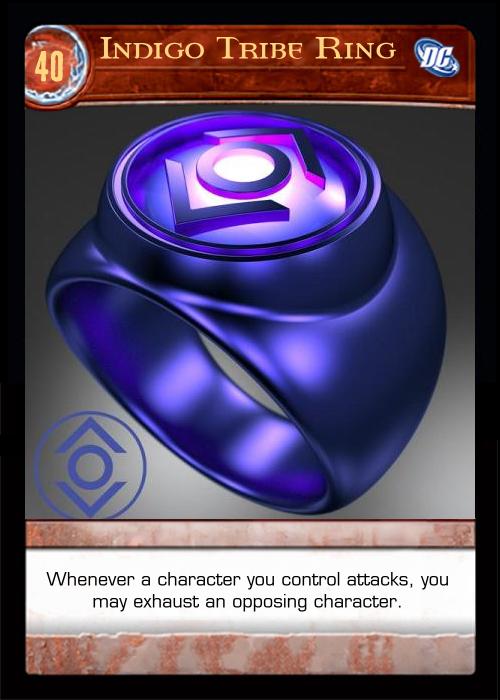 40
Indigo Tribe Ring
DC
Whenever a character you control attacks, you
may exhaust an opposing character.